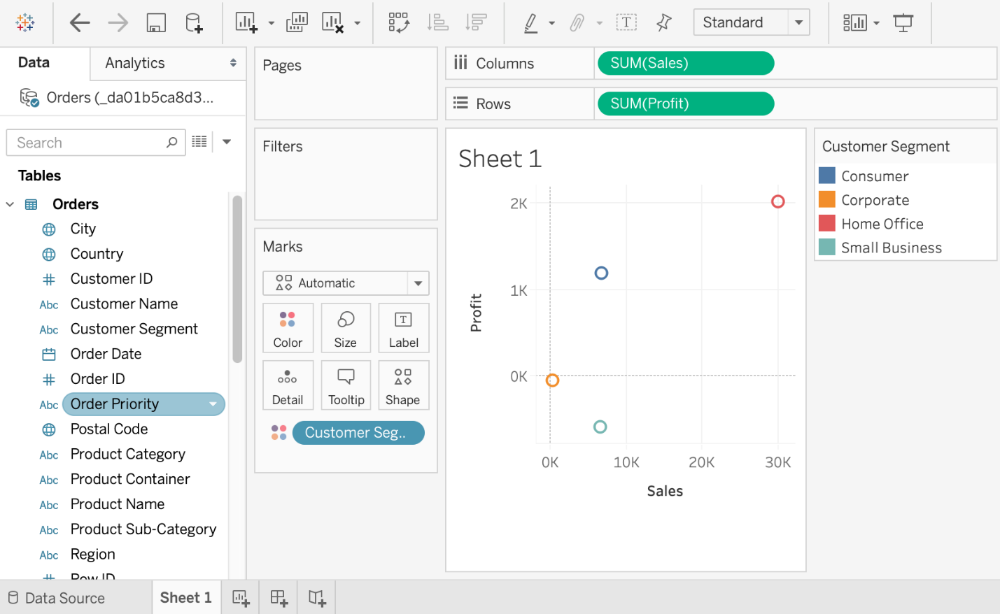 Standard
Data
Analytics
Orders (_da01b5ca8d3...
Search
Tables
Orders
City
Country
Customer ID
Abc Customer Name
Abc Customer Segment
Order Date
Order ID
Abc Order Priority
Postal Code
Abc Product Category
Abc Product Container
Abc Product Name
Abc Product Sub-Category
Abc Region
Row ID
Pages
Filters
Marks
Automatic
Color
Size
T
Label
Detail
Tooltip
Shape
Customer Seg..
Columns
SUM(Sales)
Rows
SUM(Profit)
Sheet 1
2K
1K
0K
Profit
0K 10K 20K 30K
Sales
Customer Segment
Consumer
Corporate
Home Office
Small Business
Data Source
Sheet 1
T